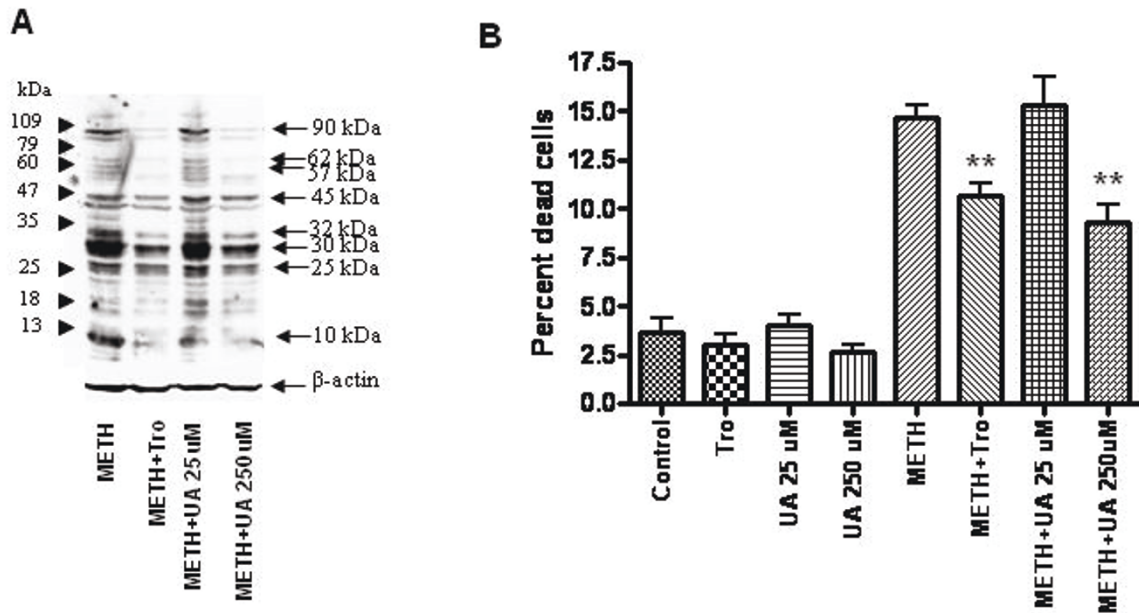 A
kDa
109
79
60
47
35
25
18
13
90 kDa
62 kDa
57 kDa
45 kDa
32 kDa
30 kDa
25 kDa
10 kDa
β-actin
METH
METH+Tro
METH+UA 25 uM
METH+UA 250 uM
B
Percent dead cells
17.5
15.0
12.5
10.0
7.5
5.0
2.5
0.0
**
**
Control
Tro
UA 25 uM
UA 250 uM
METH
METH+Tro
METH+UA 25 uM
METH+UA 250uM